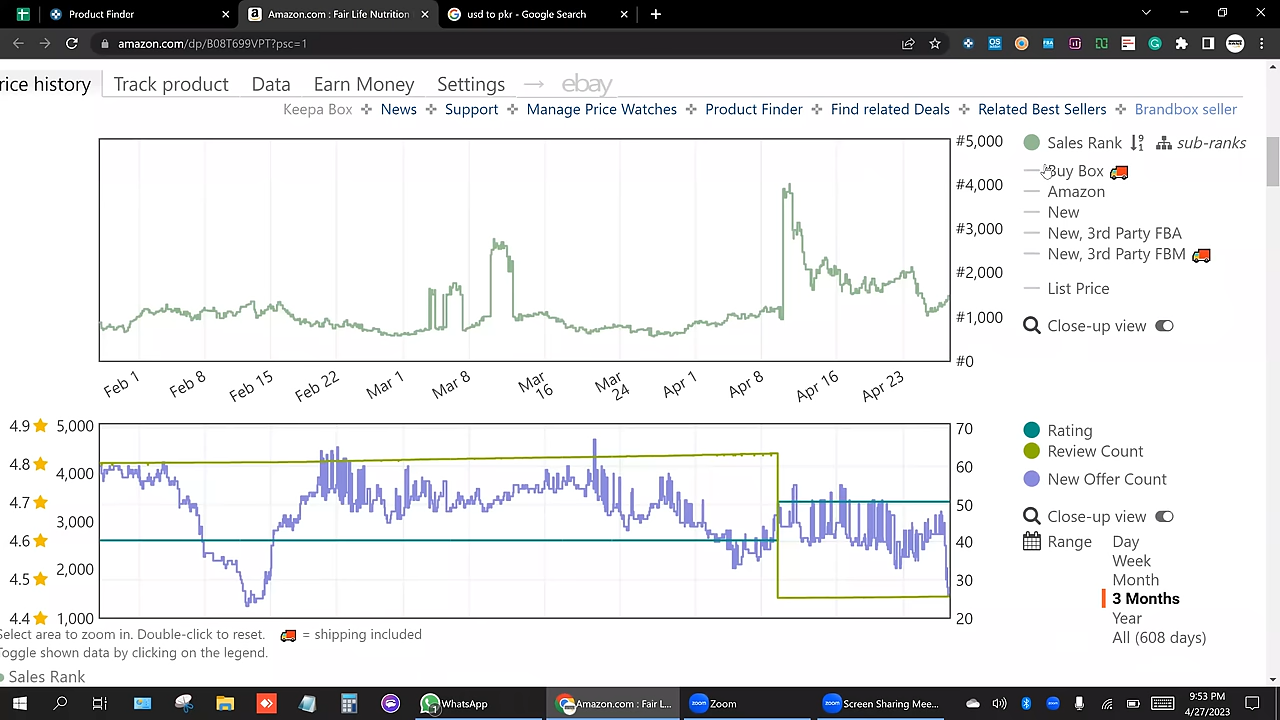 Product Finder
Amazon.com : Fair Life Nutrition
usd to pkr - Google Search
amazon.com/dp/B08T699VPT?psc=1
rice history
Track product
Data
Earn Money
Settings
ebay
Keepa Box
News
Support
Manage Price Watches
Product Finder
Find related Deals
Related Best Sellers
Brandbox seller
#5,000
#4,000
#3,000
#2,000
#1,000
#0
Sales Rank
sub-ranks
Buy Box
Amazon
New
New, 3rd Party FBA
New, 3rd Party FBM
List Price
Close-up view
Feb 1
Feb 8
Feb 15
Feb 22
Mar 1
Mar 8
Mar 16
Mar 24
Apr 1
Apr 8
Apr 16
Apr 23
4.9
4.8
4.7
4.6
4.5
4.4
5,000
4,000
3,000
2,000
1,000
70
60
50
40
30
20
Rating
Review Count
New Offer Count
Close-up view
Range
Day
Week
Month
3 Months
Year
All (608 days)
Select area to zoom in. Double-click to reset.
= shipping included
Toggle shown data by clicking on the legend.
Sales Rank
WhatsApp
Amazon.com : Fair L...
Zoom
Screen Sharing Mee...
9:53 PM
4/27/2023